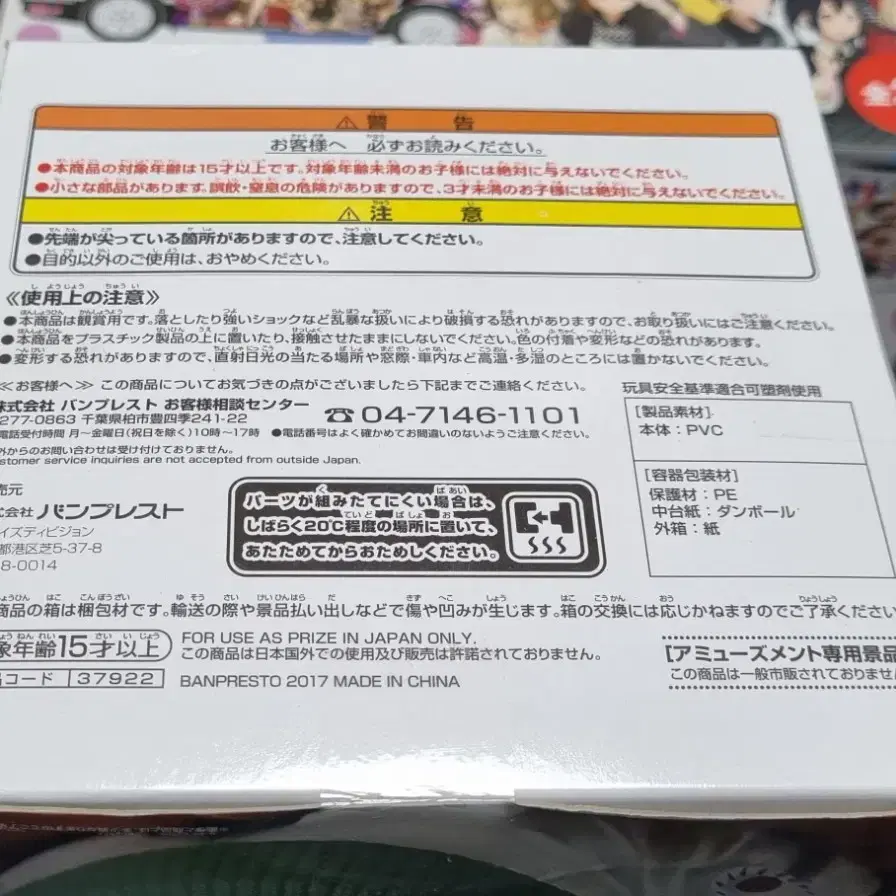 ⚠警 告
お客様へ 必ずお読みください。
●本商品の対象年齢は15才以上です。対象年齢未満のお子様には絶対に与えないでください。
●小さな部品があります。誤飲・窒息の危険がありますので、3才未満のお子様には絶対に与えないでください。
⚠注 意
●先端が尖っている箇所がありますので、注意してください。
●目的以外のご使用は、おやめください。
《使用上の注意》
●本商品は観賞用です。落としたり強いショックなど乱暴な扱いにより破損する恐れがありますので、お取り扱いにはご注意ください。
●本商品をプラスチック製品の上に置いたり、接触させたままにしないでください。色の付着や変形などの恐れがあります。
●変形する恐れがありますので、直射日光の当たる場所や窓際・車内など高温・多湿のところには置かないでください。
≪お客様へ≫ この商品についてお気づきの点がございましたら下記までご連絡ください。
株式会社 バンプレスト お客様相談センター
277-0863 千葉県柏市豊四季241-22
☎04-7146-1101
電話受付時間 月〜金曜日(祝日を除く)10時〜17時 ●電話番号はよく確かめてお間違いのないようご注意ください。
外からのお問い合わせは受け付けておりません。
stomer service inquiries are not accepted from outside Japan.
玩具安全基準適合可塑剤使用
[製品素材]
本体:PVC
[容器包装材]
保護材:PE
中台紙:ダンボール
外箱:紙
売元
式会社 バンプレスト
イズディビジョン
都港区芝5-37-8
8-0014
パーツが組みたてにくい場合は、
しばらく20℃程度の場所に置いて、
あたためてからおためしください。
商品の箱は梱包材です。輸送の際や景品払い出しなどで傷や凹みが生じます。箱の交換には応じかねますのでご了承ください
象年齢15才以上
FOR USE AS PRIZE IN JAPAN ONLY.
この商品は日本国外での使用及び販売は許諾されておりません。
コード 37922
BANPRESTO 2017 MADE IN CHINA
[アミューズメント専用景品
この商品は一般市販されておりませ